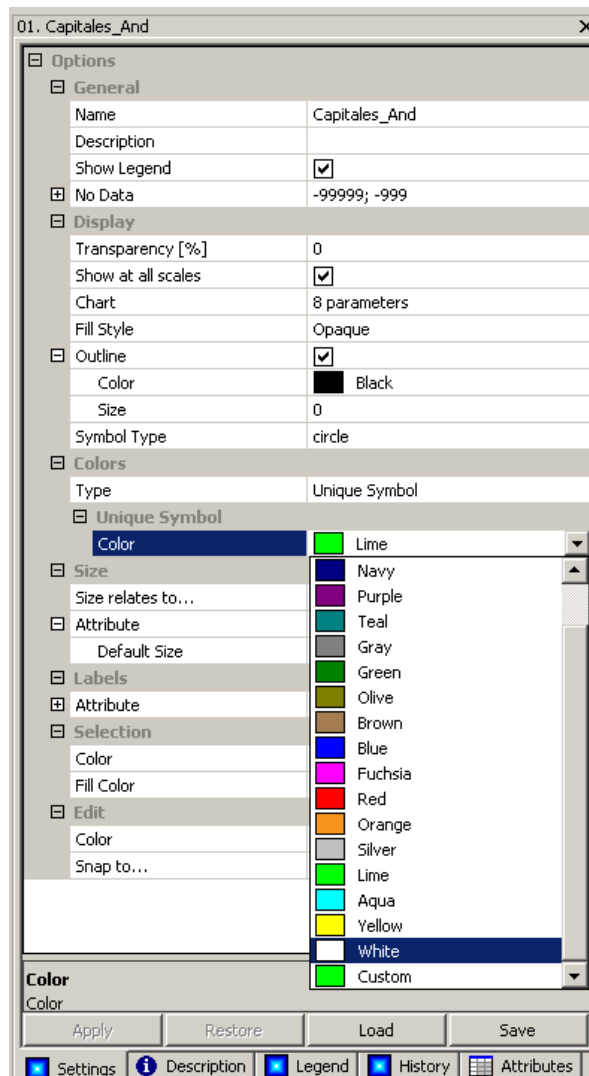 01. Capitales_And
Options
General
Name Capitales_And
Description
Show Legend
No Data -99999; -999
Display
Transparency [%] 0
Show at all scales
Chart 8 parameters
Fill Style Opaque
Outline
Color Black
Size 0
Symbol Type circle
Colors
Type Unique Symbol
Unique Symbol
Color Lime
Size Navy
Size relates to... Purple
Attribute Teal
Default Size Gray
Labels Green
Attribute Olive
Selection Brown
Color Blue
Fill Color Fuchsia
Edit Red
Color Orange
Snap to... Silver
Lime
Aqua
Yellow
White
Color Custom
Color
Apply Restore Load Save
Settings Description Legend History Attributes